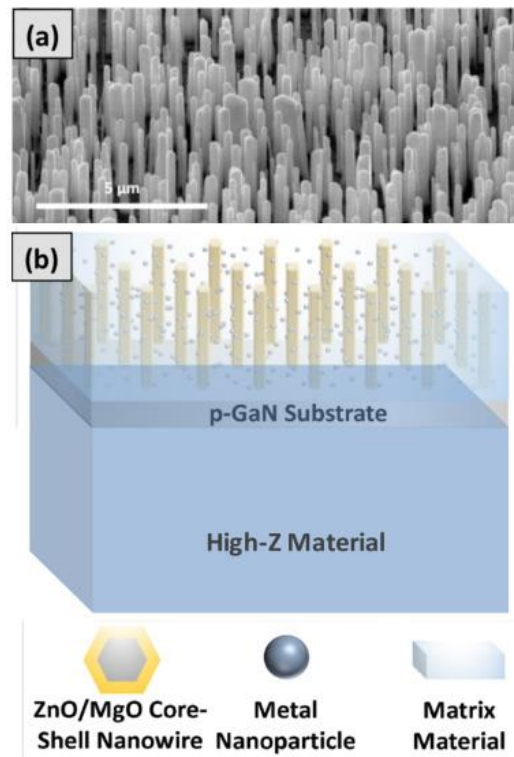 (a)
5 μm
(b)
p-GaN Substrate
High-Z Material
ZnO/MgO Core-
Shell Nanowire
Metal
Nanoparticle
Matrix
Material